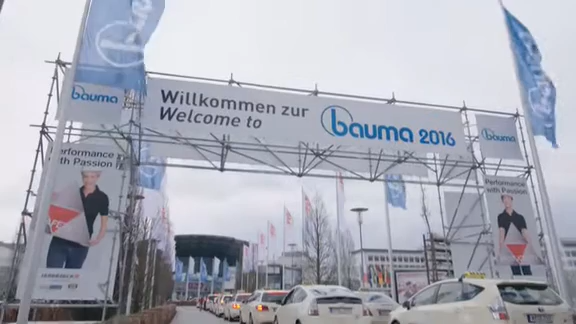 Willkommen zur
Welcome to
bauma 2016
bauma
bauma
Performance
with Passion
Performance
with Passion